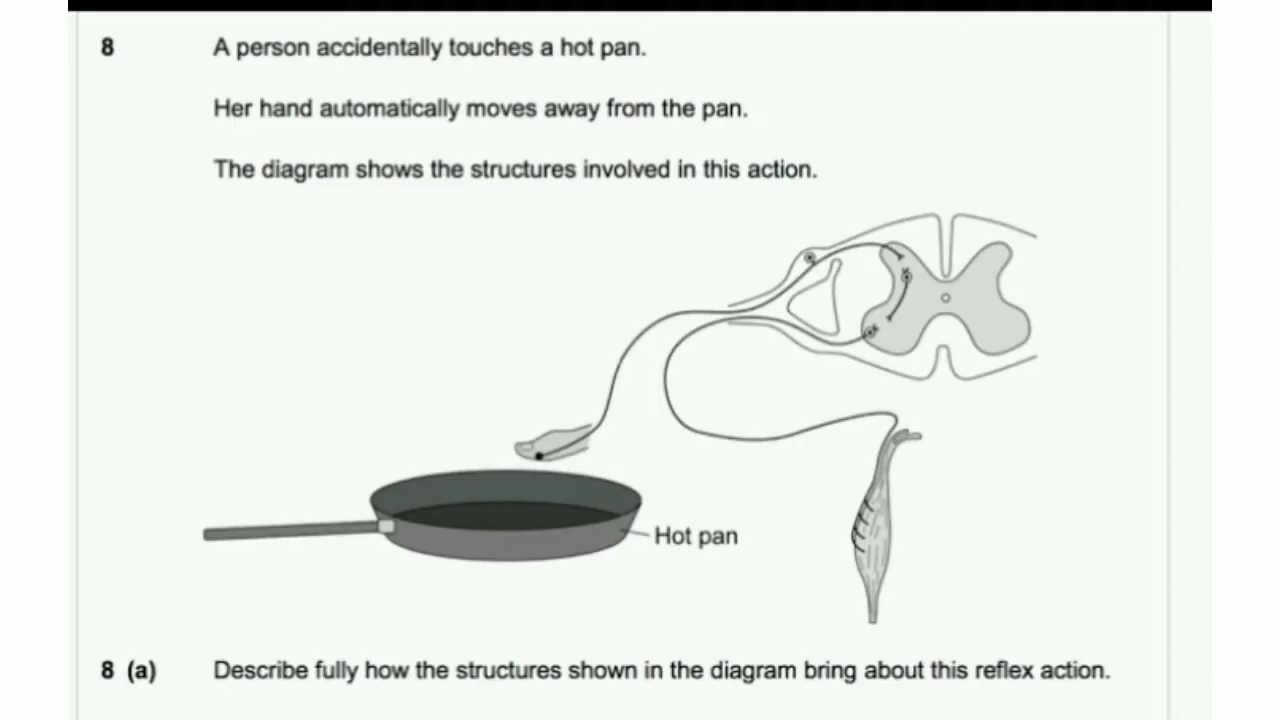 8 A person accidentally touches a hot pan.
Her hand automatically moves away from the pan.
The diagram shows the structures involved in this action.
Hot pan
8 (a) Describe fully how the structures shown in the diagram bring about this reflex action.